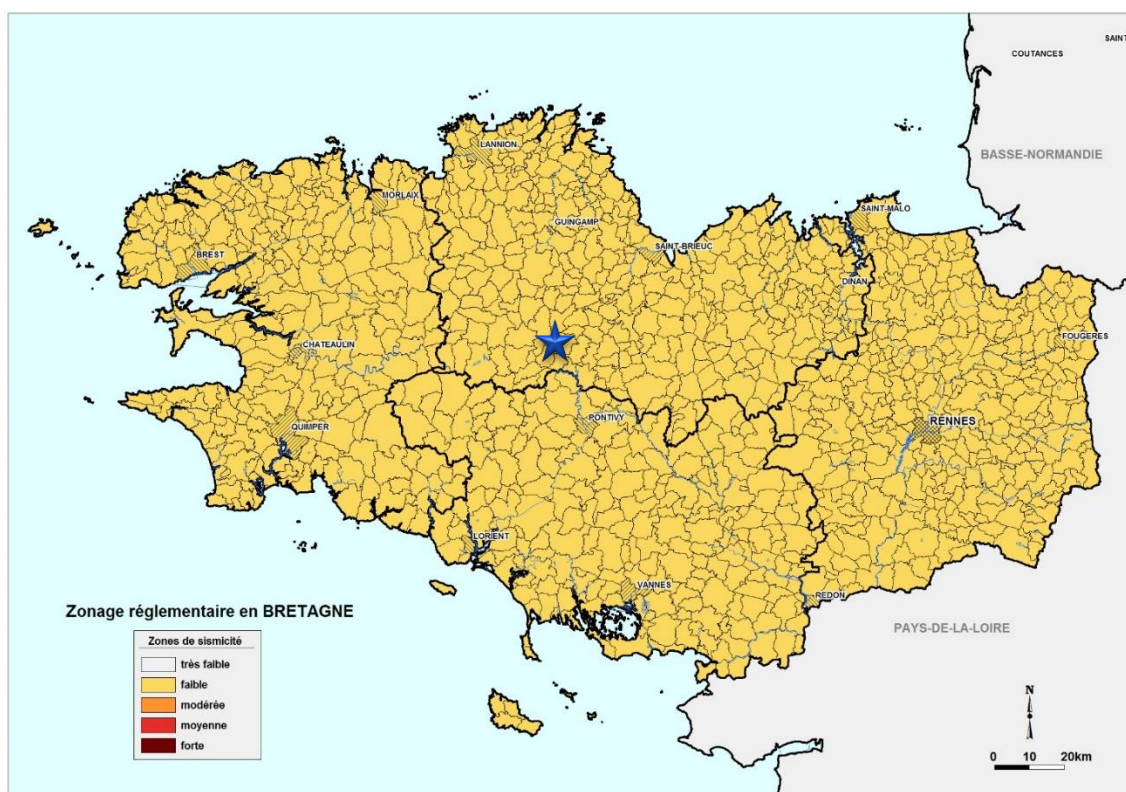 COUTANCES
SAINT
BASSE-NORMANDIE
LANNION
MORLAIX
GUINGAMP
SAINT-MALO
SAINT-BRIEUC
BREST
DINAN
FOUGERES
CHATEAULIN
PONTIVY
RENNES
QUIMPER
LORIENT
VANNES
REDON
PAYS-DE-LA-LOIRE
Zonage réglementaire en BRETAGNE
Zones de sismicité
très faible
faible
modérée
moyenne
forte
N
0 10 20km